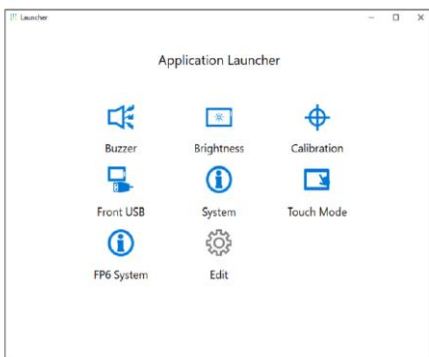 Launcher
Application Launcher
Buzzer Brightness Calibration
Front USB System Touch Mode
FP6 System Edit